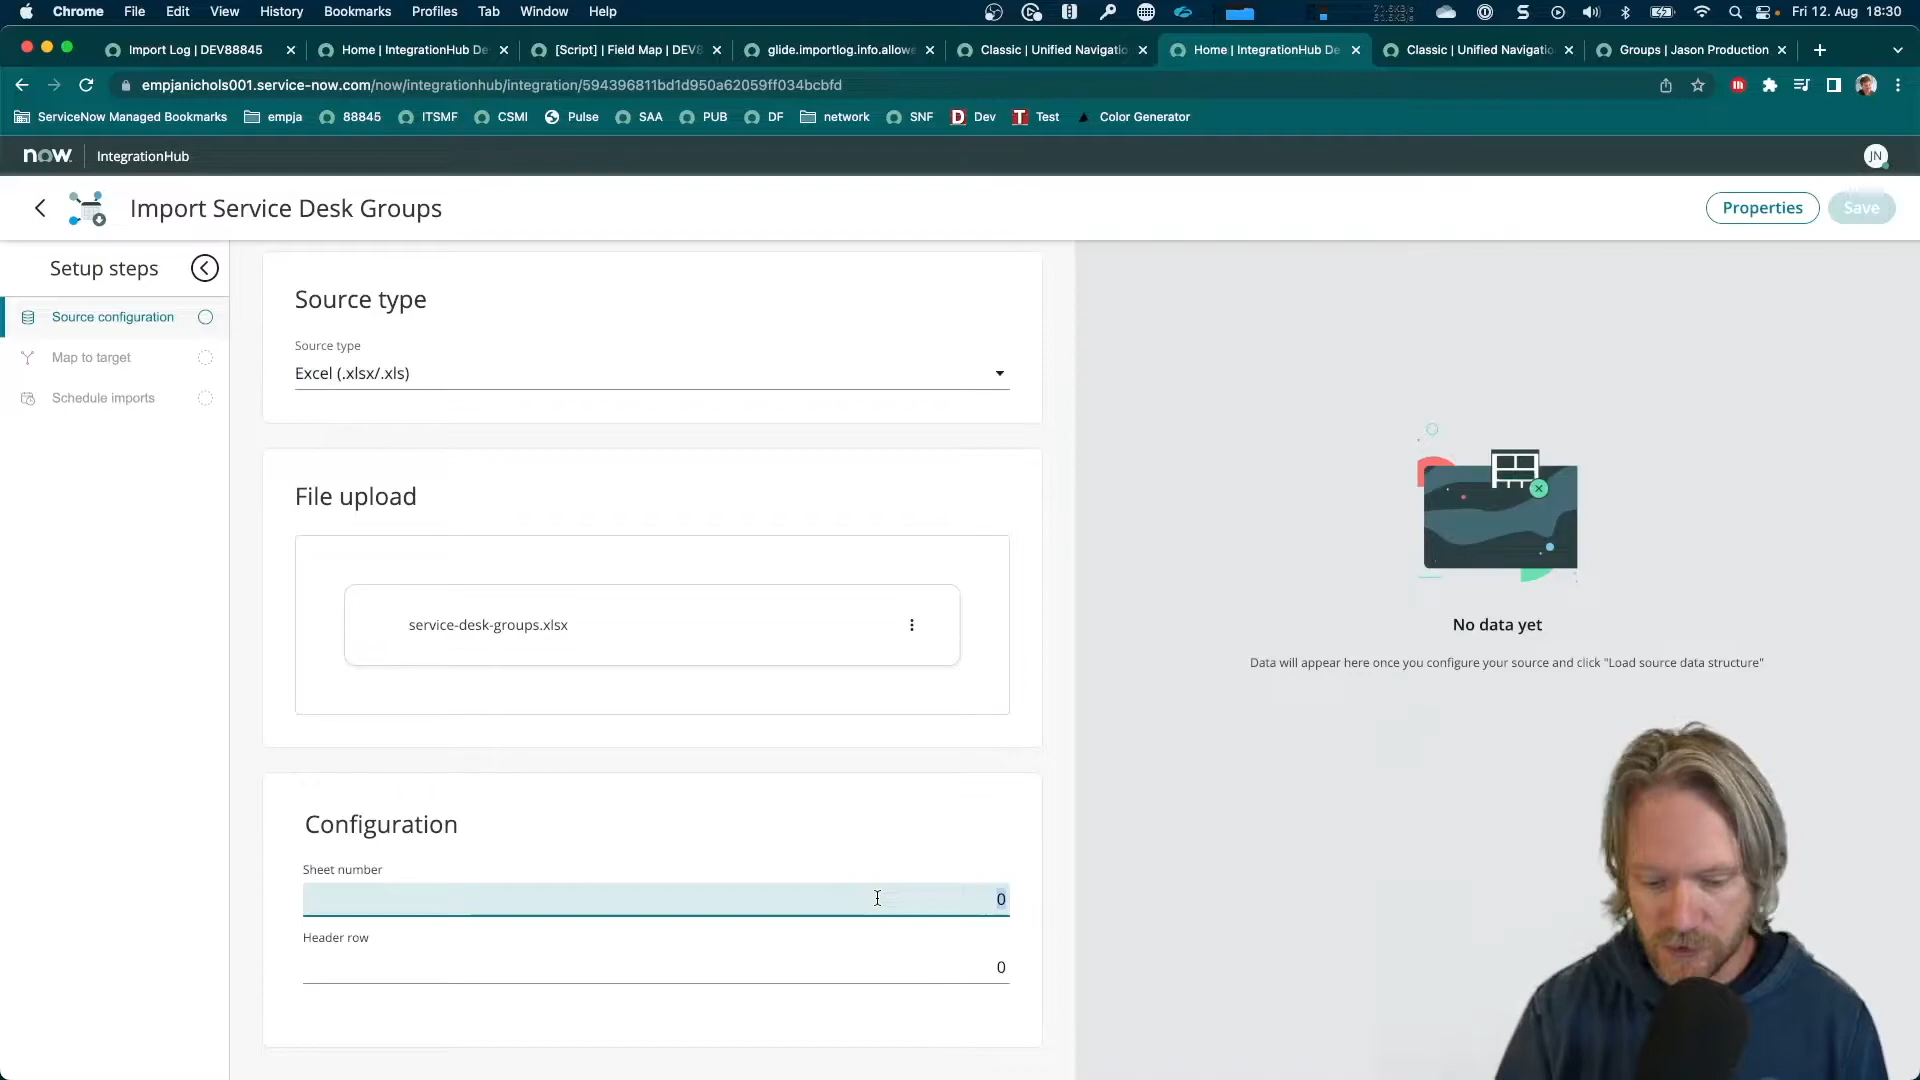 Chrome File Edit View History Bookmarks Profiles Tab Window Help
Fri 12. Aug 18:30
Import Log | DEV88845
Home | IntegrationHub De
[Script] | Field Map | DEV8
glide.importlog.info.allowe
Classic | Unified Navigatio
Home | IntegrationHub De
Classic | Unified Navigatio
Groups | Jason Production
empjanichols001.service-now.com/now/integrationhub/integration/594396811bd1d950a62059ff034bcbfd
ServiceNow Managed Bookmarks empja 88845 ITSMF CSMI Pulse SAA PUB DF network SNF D Dev T Test Color Generator
now IntegrationHub
JN
Import Service Desk Groups
Properties
Save
Setup steps
Source configuration
Map to target
Schedule imports
Source type
Source type
Excel (.xlsx/.xls)
File upload
service-desk-groups.xlsx
Configuration
Sheet number
0
Header row
0
No data yet
Data will appear here once you configure your source and click "Load source data structure"